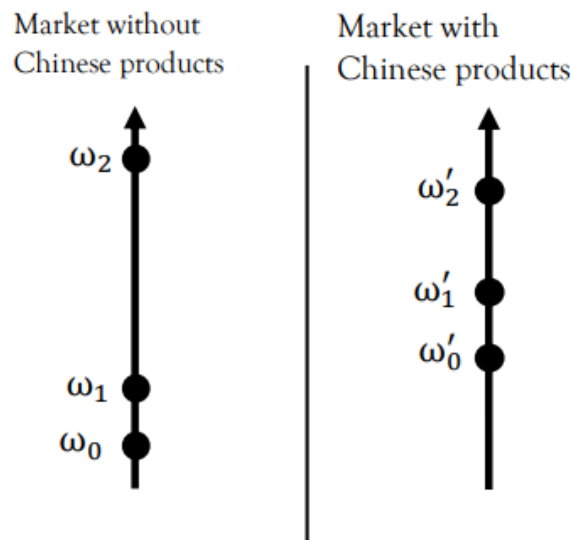 Market without
Chinese products
ω₂
ω₁
ω₀
Market with
Chinese products
ω′₂
ω′₁
ω′₀